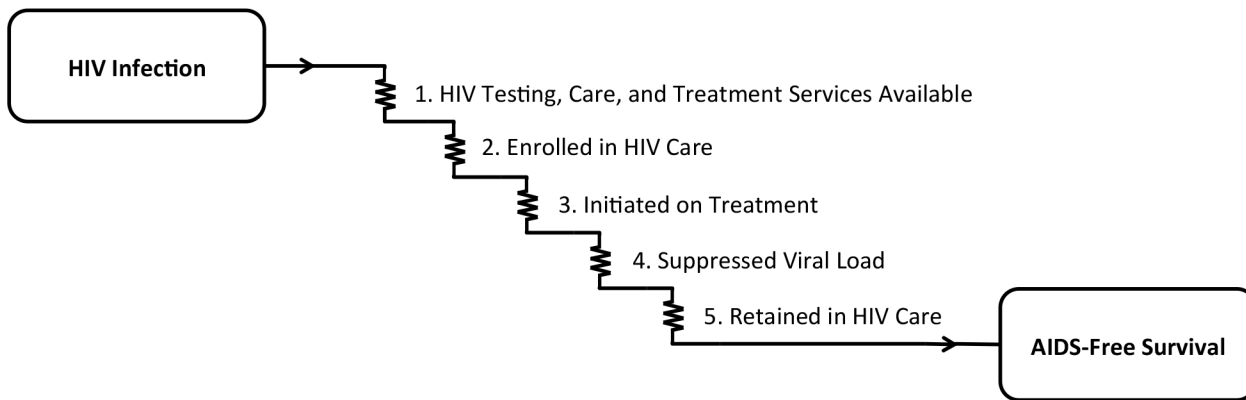 HIV Infection
1. HIV Testing, Care, and Treatment Services Available
2. Enrolled in HIV Care
3. Initiated on Treatment
4. Suppressed Viral Load
5. Retained in HIV Care
AIDS-Free Survival